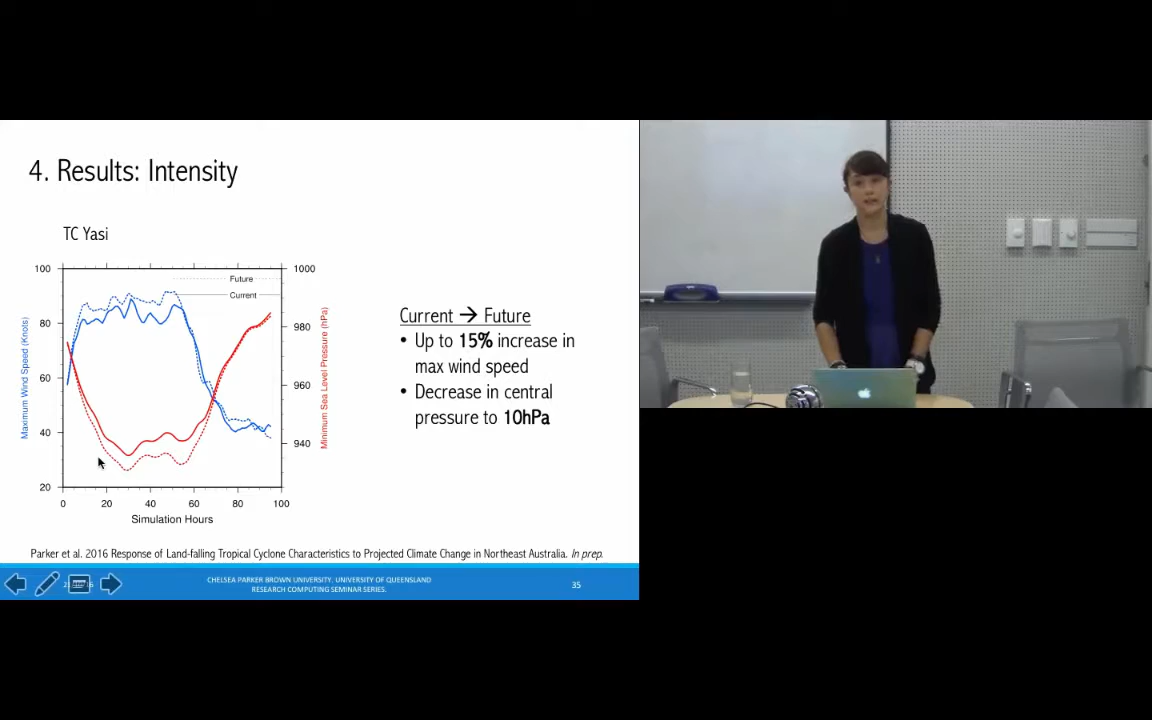 4. Results: Intensity
TC Yasi
100
80
60
40
20
1000
980
960
940
Future
Current
Maximum Wind Speed (Knots)
Minimum Sea Level Pressure (hPa)
0 20 40 60 80 100
Simulation Hours
Current → Future
• Up to 15% increase in
max wind speed
• Decrease in central
pressure to 10hPa
Parker et al. 2016 Response of Land-falling Tropical Cyclone Characteristics to Projected Climate Change in Northeast Australia. In prep.
CHELSEA PARKER BROWN UNIVERSITY. UNIVERSITY OF QUEENSLAND
RESEARCH COMPUTING SEMINAR SERIES.
35